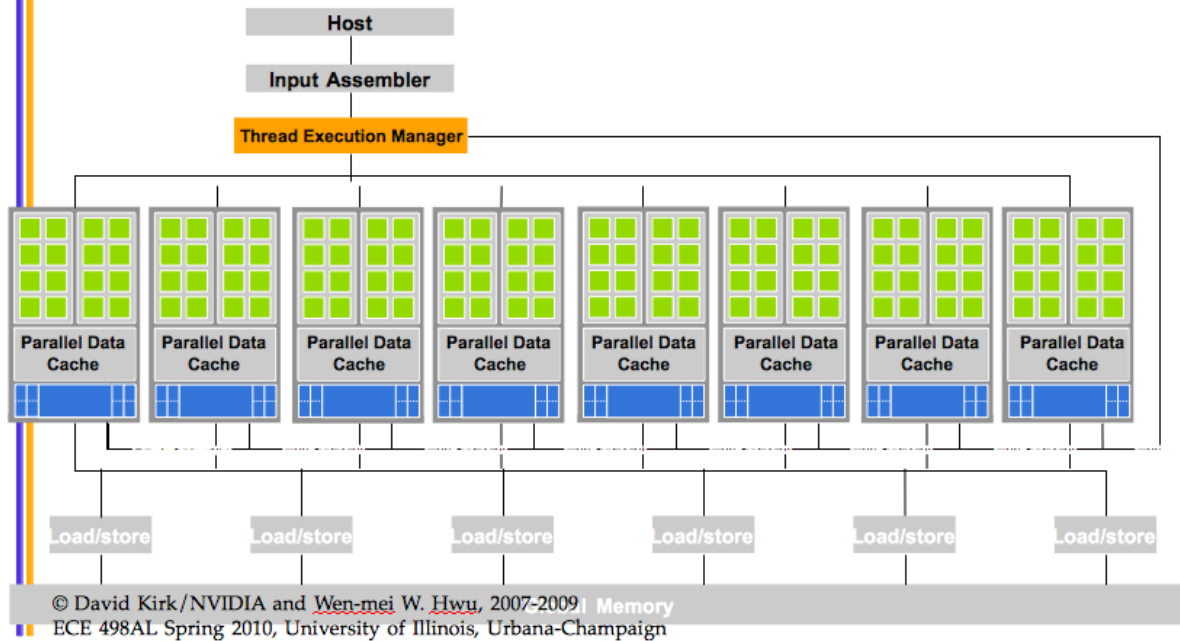 Host
Input Assembler
Thread Execution Manager
Parallel Data
Cache
Parallel Data
Cache
Parallel Data
Cache
Parallel Data
Cache
Parallel Data
Cache
Parallel Data
Cache
Parallel Data
Cache
Parallel Data
Cache
Load/store
Load/store
Load/store
Load/store
Load/store
Load/store
Memory
© David Kirk/NVIDIA and Wen-mei W. Hwu, 2007-2009
ECE 498AL Spring 2010, University of Illinois, Urbana-Champaign